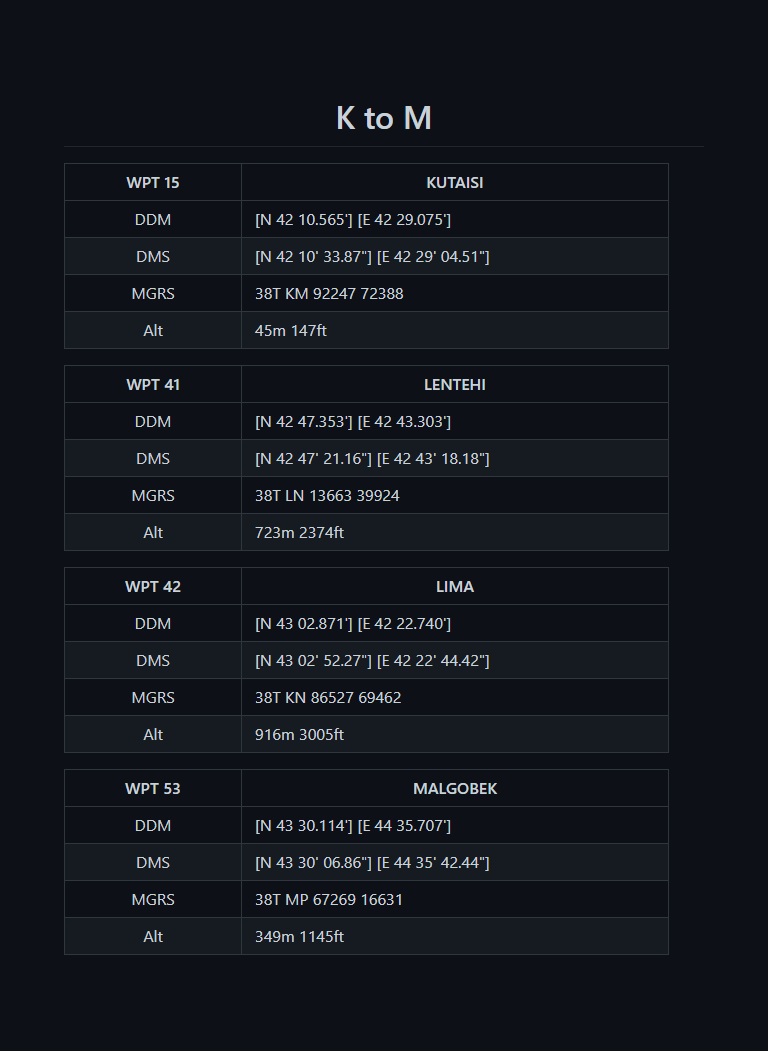 K to M
WPT 15 KUTAISI
DDM [N 42 10.565'] [E 42 29.075']
DMS [N 42 10' 33.87"] [E 42 29' 04.51"]
MGRS 38T KM 92247 72388
Alt 45m 147ft
WPT 41 LENTEHI
DDM [N 42 47.353'] [E 42 43.303']
DMS [N 42 47' 21.16"] [E 42 43' 18.18"]
MGRS 38T LN 13663 39924
Alt 723m 2374ft
WPT 42 LIMA
DDM [N 43 02.871'] [E 42 22.740']
DMS [N 43 02' 52.27"] [E 42 22' 44.42"]
MGRS 38T KN 86527 69462
Alt 916m 3005ft
WPT 53 MALGOBEK
DDM [N 43 30.114'] [E 44 35.707']
DMS [N 43 30' 06.86"] [E 44 35' 42.44"]
MGRS 38T MP 67269 16631
Alt 349m 1145ft